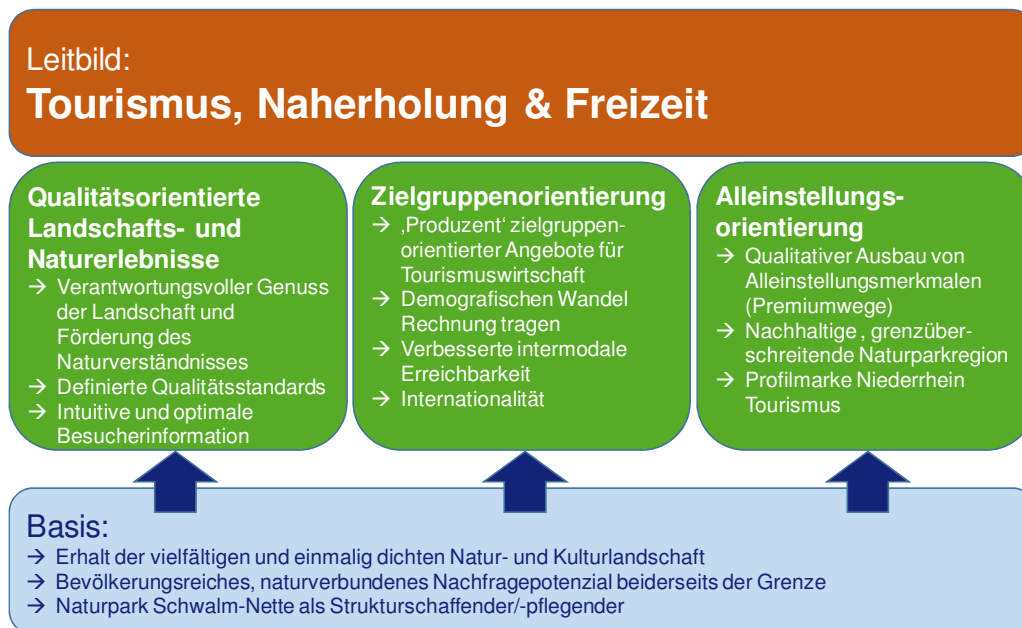 Leitbild:
Tourismus, Naherholung & Freizeit
Qualitätsorientierte
Landschafts- und
Naturerlebnisse
→ Verantwortungsvoller Genuss
der Landschaft und
Förderung des
Naturverständnisses
→ Definierte Qualitätsstandards
→ Intuitive und optimale
Besucherinformation
Zielgruppenorientierung
→ ‚Produzent‘ zielgruppen-
orientierter Angebote für
Tourismuswirtschaft
→ Demografischen Wandel
Rechnung tragen
→ Verbesserte intermodale
Erreichbarkeit
→ Internationalität
Alleinstellungs-
orientierung
→ Qualitativer Ausbau von
Alleinstellungsmerkmalen
(Premiumwege)
→ Nachhaltige , grenzüber-
schreitende Naturparkregion
→ Profilmarke Niederrhein
Tourismus
Basis:
→ Erhalt der vielfältigen und einmalig dichten Natur- und Kulturlandschaft
→ Bevölkerungsreiches, naturverbundenes Nachfragepotenzial beiderseits der Grenze
→ Naturpark Schwalm-Nette als Strukturschaffender/-pflegender